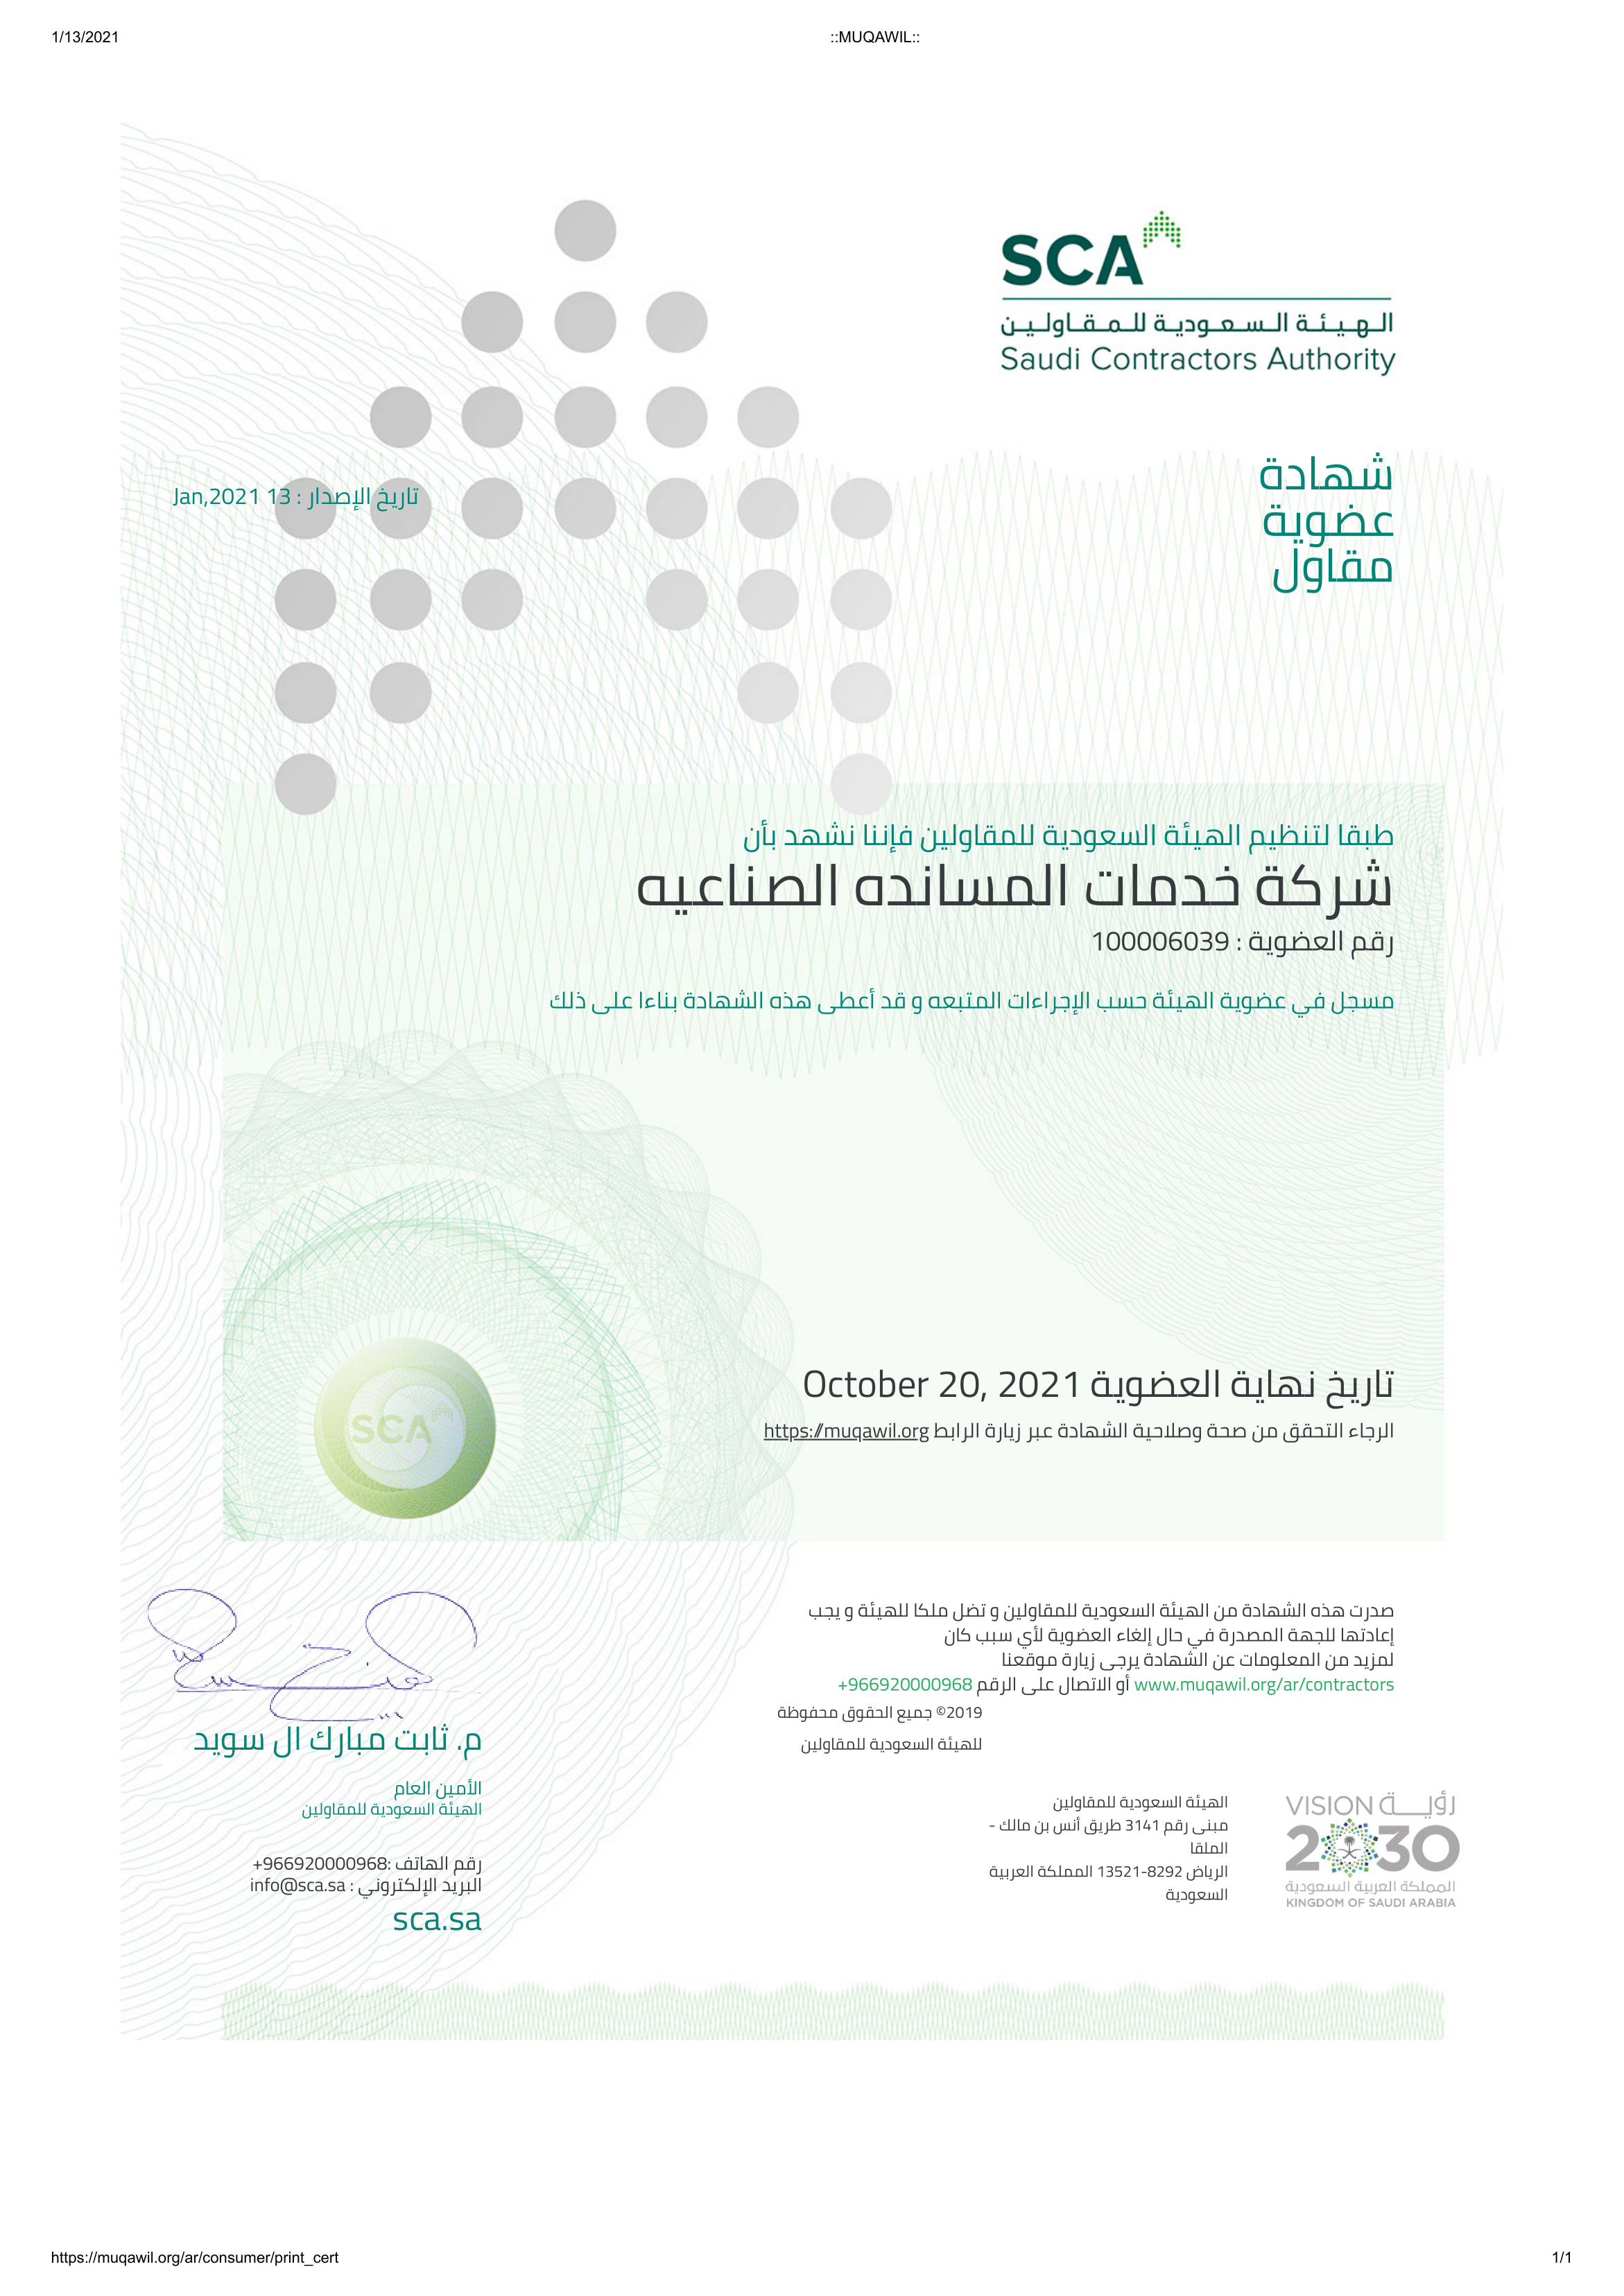 1/13/2021
::MUQAWIL::
SCA
الهيئة السعودية للمقاولين
Saudi Contractors Authority
شهادة
عضوية
مقاول
تاريخ الإصدار : 13 Jan,2021
طبقا لتنظيم الهيئة السعودية للمقاولين فإننا نشهد بأن
شركة خدمات المسانده الصناعيه
رقم العضوية : 100006039
مسجل في عضوية الهيئة حسب الإجراءات المتبعه و قد أعطى هذه الشهادة بناءا على ذلك
تاريخ نهاية العضوية October 20, 2021
الرجاء التحقق من صحة وصلاحية الشهادة عبر زيارة الرابط https://muqawil.org
SCA
صدرت هذه الشهادة من الهيئة السعودية للمقاولين و تضل ملكا للهيئة و يجب
إعادتها للجهة المصدرة في حال إلغاء العضوية لأي سبب كان
لمزيد من المعلومات عن الشهادة يرجى زيارة موقعنا
www.muqawil.org/ar/contractors أو الاتصال على الرقم 966920000968+
2019© جميع الحقوق محفوظة
للهيئة السعودية للمقاولين
م. ثابت مبارك ال سويد
الأمين العام
الهيئة السعودية للمقاولين
رقم الهاتف :966920000968+
البريد الإلكتروني : info@sca.sa
sca.sa
الهيئة السعودية للمقاولين
مبنى رقم 3141 طريق أنس بن مالك -
الملقا
الرياض 8292-13521 المملكة العربية
السعودية
VISION رؤيــة
2030
المملكة العربية السعودية
KINGDOM OF SAUDI ARABIA
https://muqawil.org/ar/consumer/print_cert
1/1